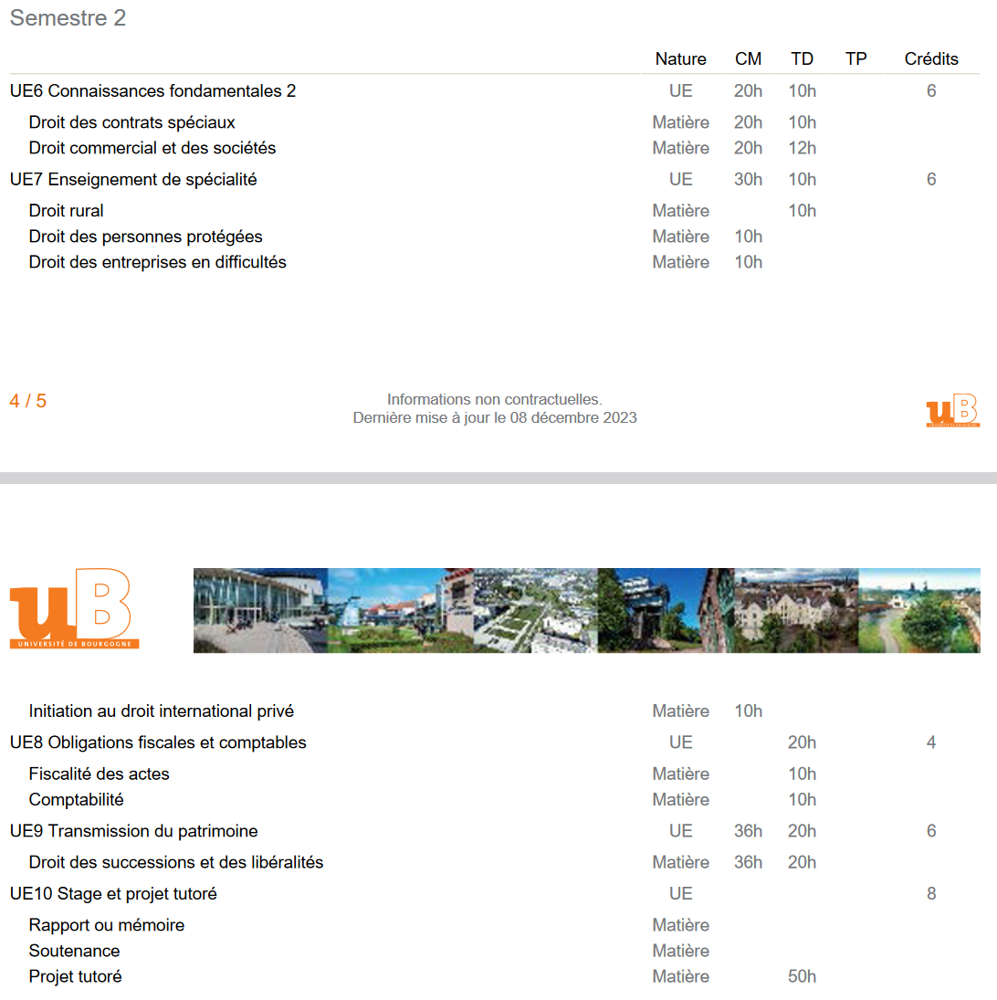 Semestre 2
Nature CM TD TP Crédits
UE6 Connaissances fondamentales 2 UE 20h 10h 6
Droit des contrats spéciaux Matière 20h 10h
Droit commercial et des sociétés Matière 20h 12h
UE7 Enseignement de spécialité UE 30h 10h 6
Droit rural Matière 10h
Droit des personnes protégées Matière 10h
Droit des entreprises en difficultés Matière 10h
4 / 5
Informations non contractuelles.
Dernière mise à jour le 08 décembre 2023
uB
UNIVERSITÉ DE BOURGOGNE
uB
UNIVERSITÉ DE BOURGOGNE
Initiation au droit international privé Matière 10h
UE8 Obligations fiscales et comptables UE 20h 4
Fiscalité des actes Matière 10h
Comptabilité Matière 10h
UE9 Transmission du patrimoine UE 36h 20h 6
Droit des successions et des libéralités Matière 36h 20h
UE10 Stage et projet tutoré UE 8
Rapport ou mémoire Matière
Soutenance Matière
Projet tutoré Matière 50h